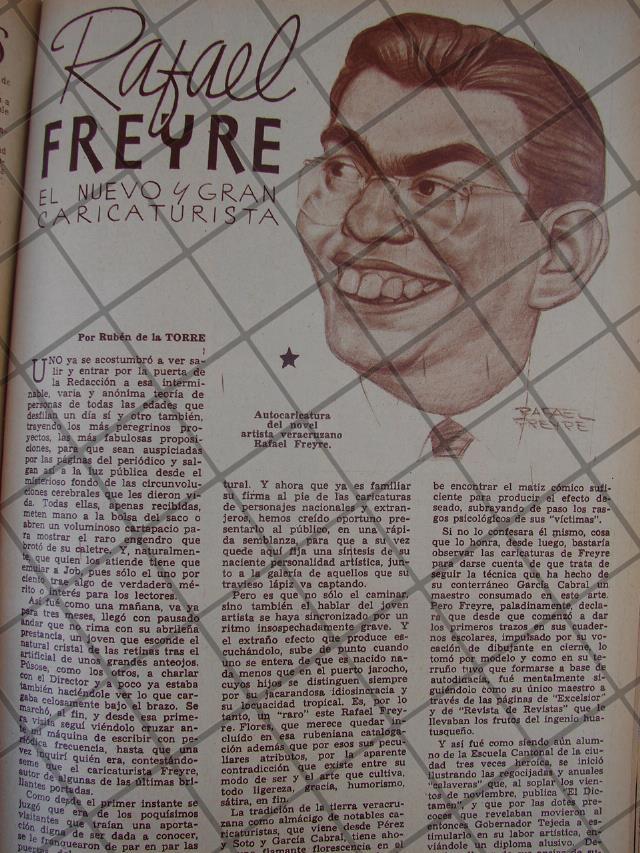 Rafael
FREYRE
EL NUEVO y GRAN
CARICATURISTA
Por Rubén de la TORRE
UNO ya se acostumbró a ver sa-
lir y entrar por la puerta de
la Redacción a esa intermi-
nable, varia y anónima teoría de
personas de todas las edades que
desfilan un día sí y otro también,
trayendo los más peregrinos pro-
yectos, las más fabulosas proposi-
ciones, para que sean auspiciadas
por las páginas del periódico y sal-
gan así a la luz pública desde el
misterioso fondo de las circunvolu-
ciones cerebrales que les dieron vi-
da. Todas ellas, apenas recibidas,
meten mano a la bolsa del saco o
abren un voluminoso cartapacio pa-
ra mostrar el raro engendro que
brotó de su caletre. Y, naturalmen-
te, que quien los atiende tiene que
emular a Job, pues sólo el uno por
ciento trae algo de verdadero mé-
rito o interés para los lectores.
Así fué como una mañana, va ya
para tres meses, llegó con pausado
andar que no rima con su abrileña
prestancia, un joven que esconde el
natural cristal de las retinas tras el
artificial de unos grandes anteojos.
Púsose, como los otros, a charlar
con el Director y a poco ya estaba
también haciéndole ver lo que car-
gaba celosamente bajo el brazo. Se
marchó, al fin, y desde esa prime-
ra visita seguí viéndolo cruzar an-
te mi máquina de escribir con pe-
riódica frecuencia, hasta que una
vez inquirí quién era, contestándo-
seme que el caricaturista Freyre,
autor de algunas de las últimas bri-
llantes portadas.
Como desde el primer instante se
juzgó que era de los poquísimos
visitantes que traían una aporta-
ción digna de ser dada a conocer,
se le franquearon de par en par las
puertas
Autocaricatura
del novel
artista veracruzano
Rafael Freyre.
RAFAEL
FREYRE
tural. Y ahora que ya es familiar
su firma al pie de las caricaturas
de personajes nacionales y extran-
jeros, hemos creído oportuno pre-
sentarlo al público, en una rápi-
da semblanza, para que a su vez
quede aquí fija una síntesis de su
naciente personalidad artística, jun-
to a la galería de aquellos que su
travieso lápiz va captando.
Pero es que no sólo el caminar,
sino también el hablar del joven
artista se haya sincronizado por un
ritmo insospechadamente grave. Y
el extraño efecto que produce es-
cuchándolo, sube de punto cuando
uno se entera de que es nacido na-
da menos que en el puerto jarocho,
cuyos hijos se distinguen siempre
por su jacarandosa idiosincracia y
su locuacidad tropical. Es, por lo
tanto, un "raro" este Rafael Frey-
re. Flores, que merece quedar in-
cluído en esa rubeniana cataloga-
ción además que por esos sus pecu-
liares atributos, por la aparente
contradicción que existe entre su
modo de ser y el arte que cultiva,
todo ligereza, gracia, humorismo,
sátira, en fin.
La tradición de la tierra veracru-
zana como almácigo de notables ca-
ricaturistas, que viene desde Pérez
y Soto y García Cabral, tiene aho-
flamante florescencia en el
be encontrar el matiz cómico sufi-
ciente para producir el efecto de-
seado, subrayando de paso los ras-
gos psicológicos de sus "víctimas".
Si no lo confesara él mismo, cosa
que lo honra, desde luego, bastaría
observar las caricaturas de Freyre
para darse cuenta de que trata de
seguir la técnica que ha hecho de
su conterráneo García Cabral, un
maestro consumado en este arte.
Pero Freyre, paladinamente, decla-
ra que desde que comenzó a dar
los primeros trazos en sus cuader-
nos escolares, impulsado por su vo-
cación de dibujante en cierne, lo
tomó por modelo y como en su te-
rruño tuvo que formarse a base de
autodincia, fué mentalmente si-
guiéndolo como su único maestro a
través de las página de "Excelsior"
y de "Revista de Revistas" que le
llevaban los frutos del ingenio hua-
tusqueño.
Y así fué como siendo aún alum-
no de la Escuela Cantonal de la ciu-
dad tres veces heroica, se inició
ilustrando las regocijadas y anuales
"calaveras" que, al soplar los vien-
tos de noviembre, publica "El Dic-
tamen", y que por las dotes pre-
coces que revelaban movieron al
entonces Gobernador Tejeda a es-
timularlo en su labor artística, en-
viándole un diploma alusivo. De-